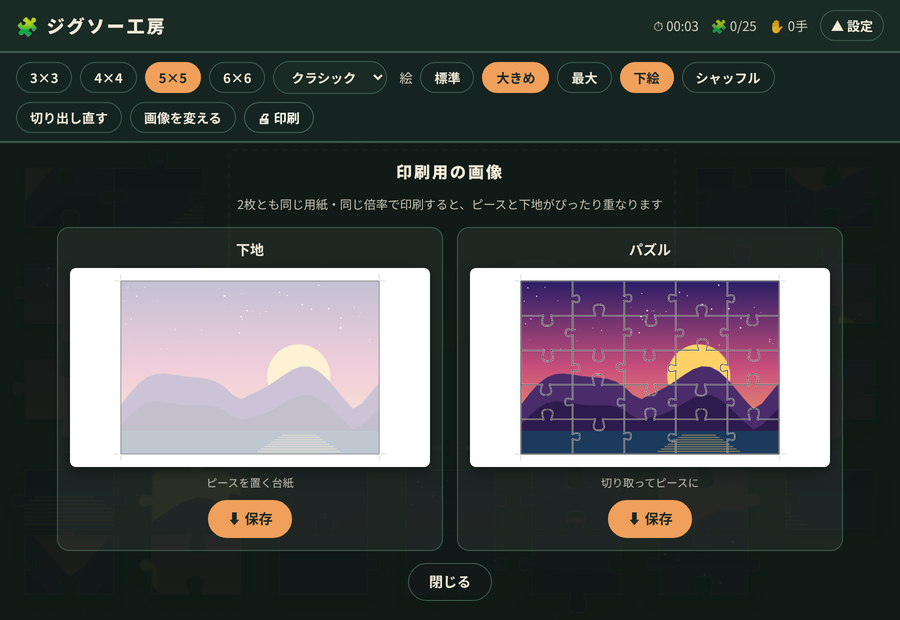 🧩 ジグソー工房
⏱ 00:03 🧩 0/25 ✋ 0手 ▲ 設定
3×3 4×4 5×5 6×6 クラシック 絵 標準 大きめ 最大 下絵 シャッフル
切り出し直す 画像を変える 🖨 印刷
印刷用の画像
2枚とも同じ用紙・同じ倍率で印刷すると、ピースと下地がぴったり重なります
下地
ピースを置く台紙
⬇ 保存
パズル
切り取ってピースに
⬇ 保存
閉じる